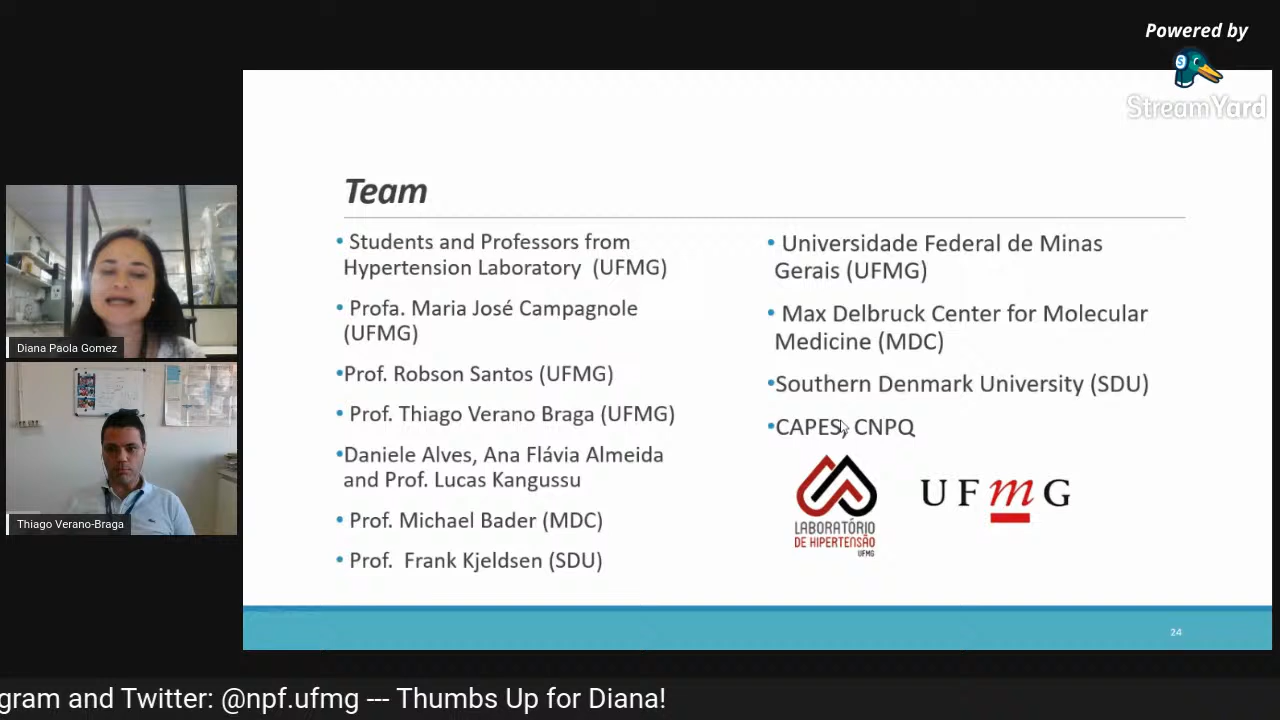 Powered by
StreamYard
Team
• Students and Professors from
Hypertension Laboratory (UFMG)
• Profa. Maria José Campagnole
(UFMG)
•Prof. Robson Santos (UFMG)
• Prof. Thiago Verano Braga (UFMG)
•Daniele Alves, Ana Flávia Almeida
and Prof. Lucas Kangussu
• Prof. Michael Bader (MDC)
• Prof. Frank Kjeldsen (SDU)
• Universidade Federal de Minas
Gerais (UFMG)
• Max Delbruck Center for Molecular
Medicine (MDC)
•Southern Denmark University (SDU)
•CAPES, CNPQ
LABORATÓRIO
DE HIPERTENSÃO
UFMG
UFmG
24
Diana Paola Gomez
Thiago Verano-Braga
gram and Twitter: @npf.ufmg --- Thumbs Up for Diana!